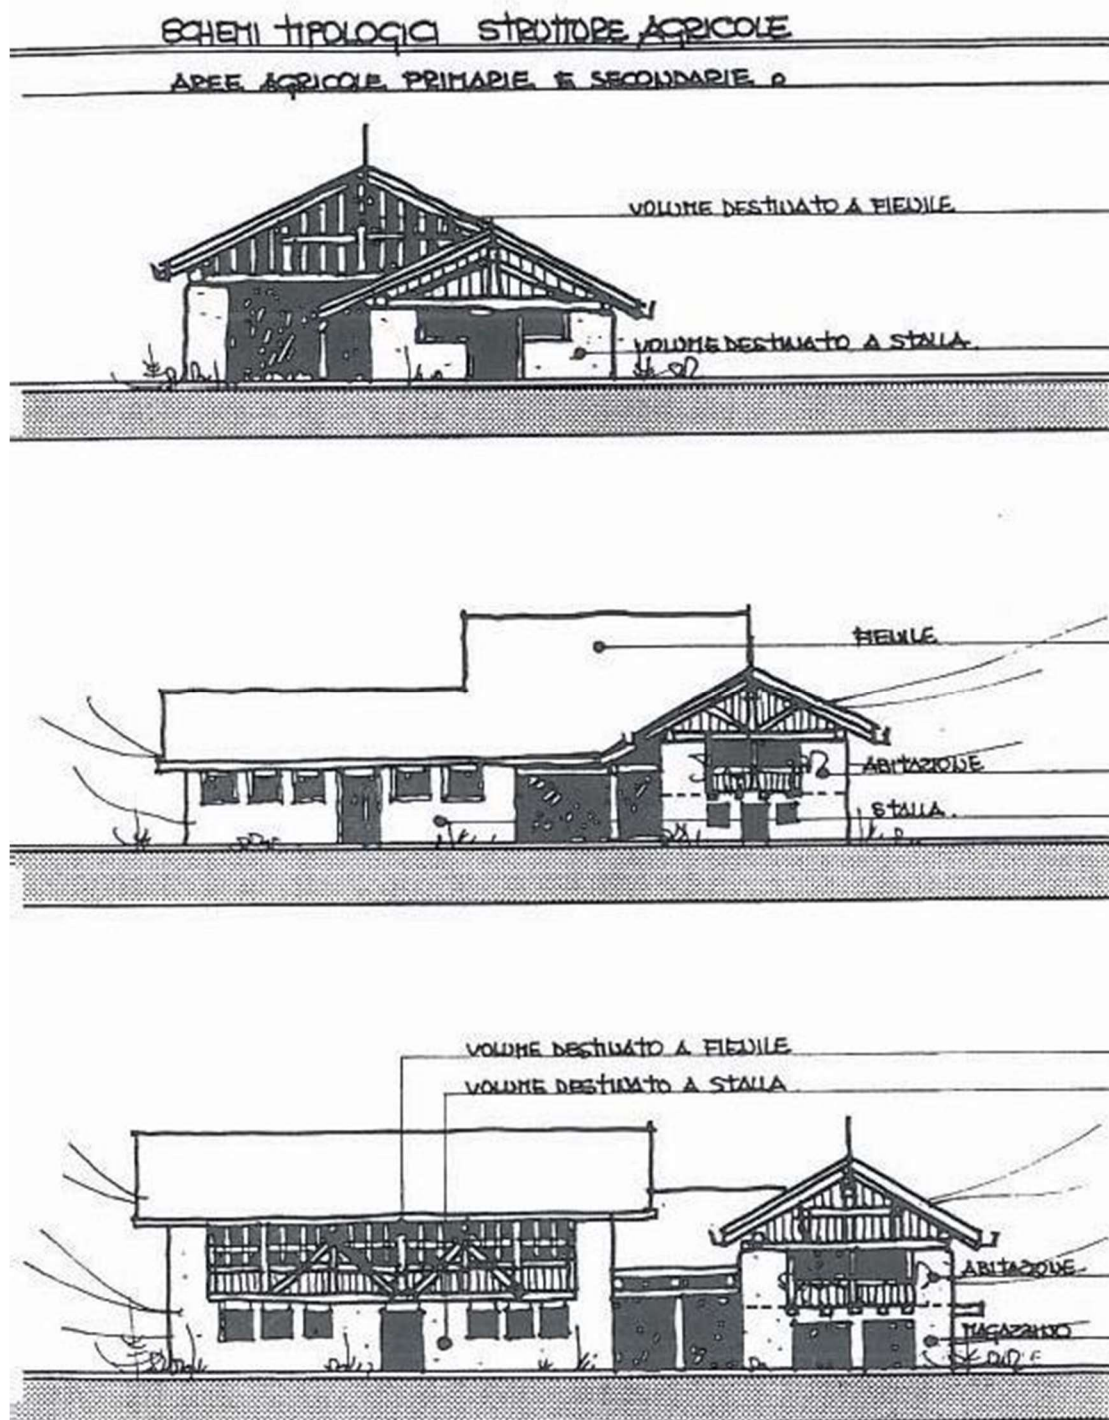 SCHEMI TIPOLOGICI STRUTTURE AGRICOLE
AREE AGRICOLE PRIMARIE E SECONDARIE
VOLUME DESTINATO A FIENILE
VOLUME DESTINATO A STALLA.
FIENILE
ABITAZIONE
STALLA.
VOLUME DESTINATO A FIENILE
VOLUME DESTINATO A STALLA
ABITAZIONE
MAGAZZINO